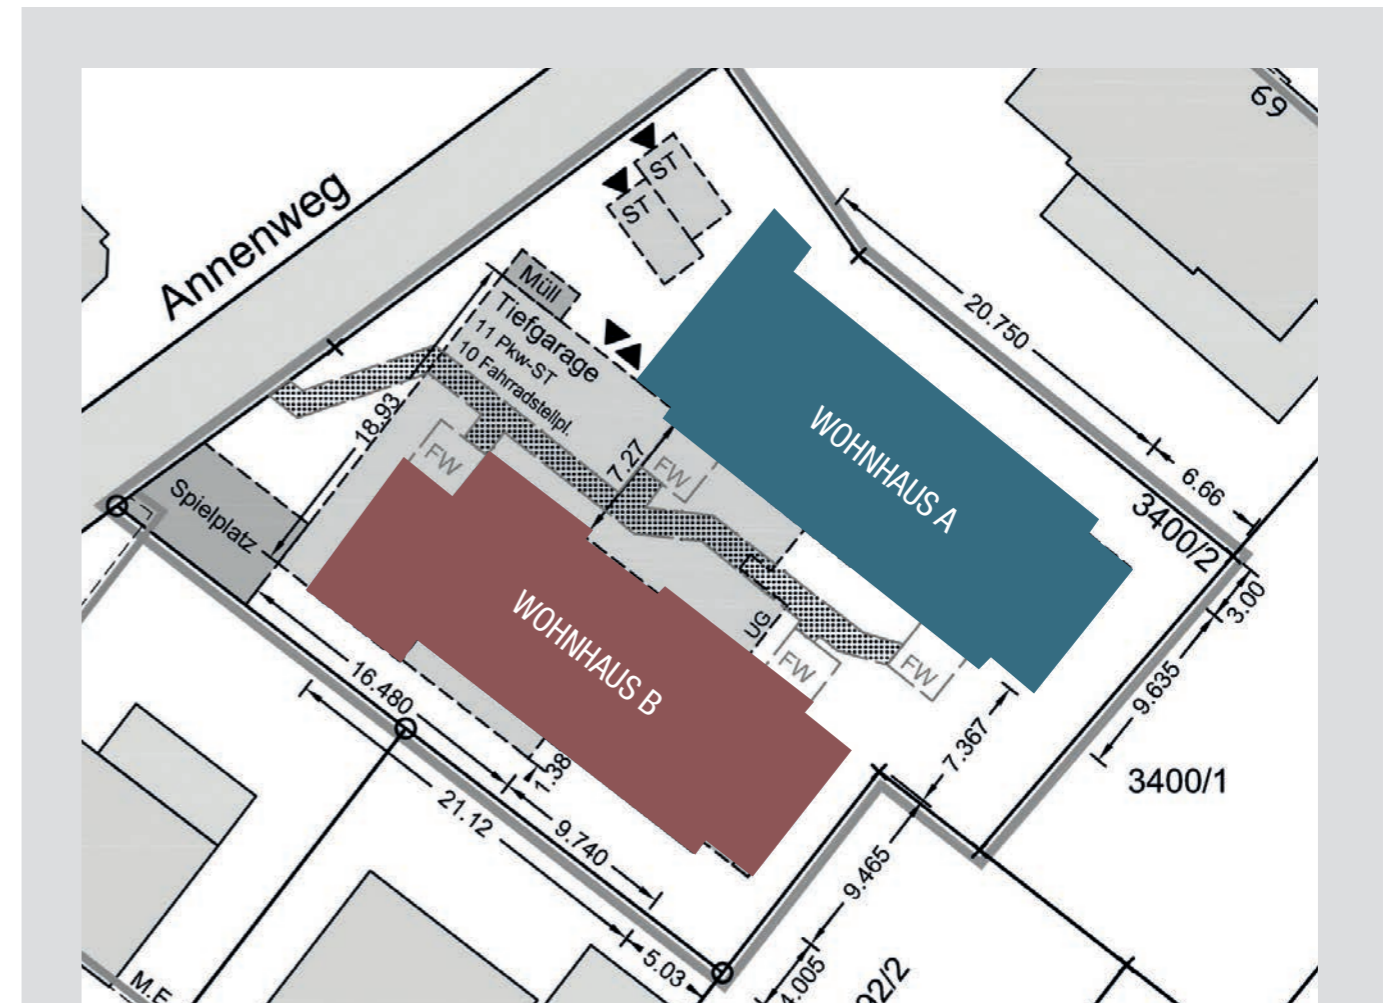 69
Annenweg
ST
ST
Müll
Tiefgarage
11 Pkw-ST
10 Fahrradstellpl.
20.750
6.66
3400/2
3.00
9.635
3400/1
18.93
7.27
FW
FW
Spielplatz
WOHNHAUS A
WOHNHAUS B
UG
FW
FW
16.480
21.12
1.38
9.740
5.03
7.367
9.465
4.005
02/2
M.E